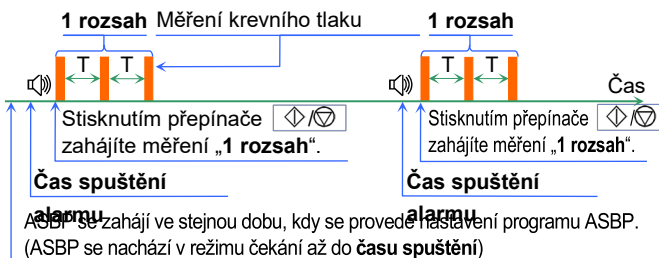 1 rozsah Měření krevního tlaku 1 rozsah
T T T T
Čas
Stisknutím přepínače / Stisknutím přepínače /
zahájíte měření „1 rozsah“. zahájíte měření „1 rozsah“.
Čas spuštění Čas spuštění
alarmu alarmu
ASBP se zahájí ve stejnou dobu, kdy se provede nastavení programu ASBP.
(ASBP se nachází v režimu čekání až do času spuštění)